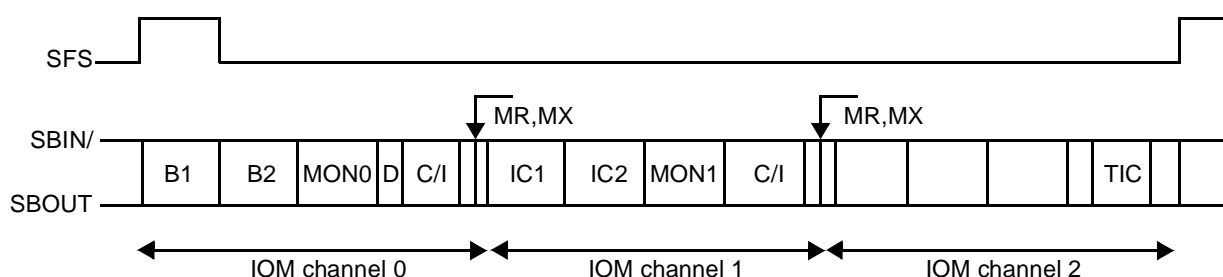 SFS
MR,MX MR,MX
SBIN/
B1 B2 MON0 D C/I IC1 IC2 MON1 C/I TIC
SBOUT
IOM channel 0 IOM channel 1 IOM channel 2